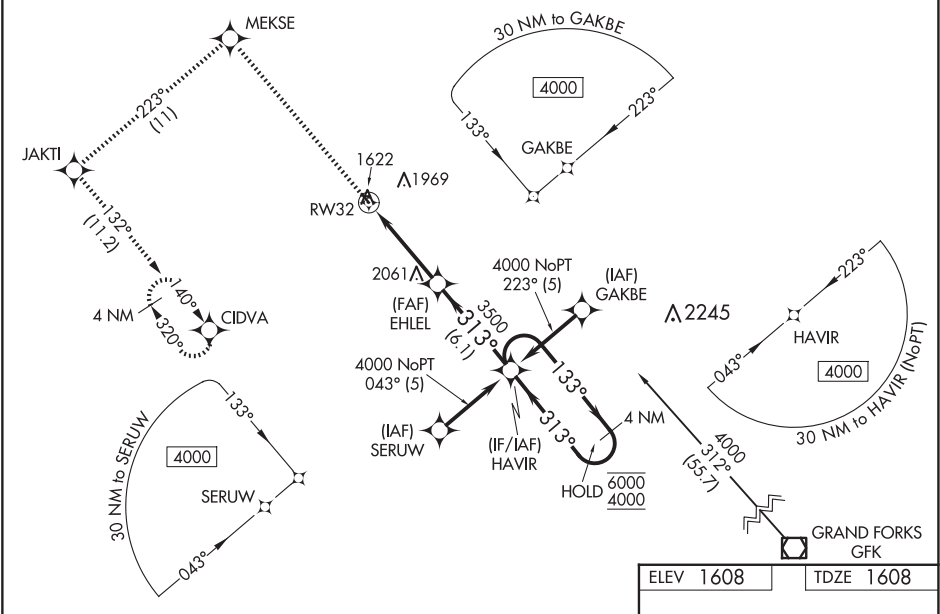 MEKSE
223°
(11)
JAKTI
132°
(11.2)
4 NM
140°
320°
CIDVA
1622
1969
RW32
2061
(FAF)
EHLEL
3500
313°
(6.1)
4000 NoPT
223° (5)
(IAF)
GAKBE
2245
4000 NoPT
043° (5)
(IAF)
SERUW
(IF/IAF)
HAVIR
133°
313°
4 NM
HOLD
6000
4000
30 NM to GAKBE
4000
133°
223°
GAKBE
223°
HAVIR
043°
4000
30 NM to HAVIR (NoPT)
30 NM to SERUW
133°
4000
SERUW
043°
4000
312°
(55.7)
GRAND FORKS
GFK
ELEV 1608
TDZE 1608